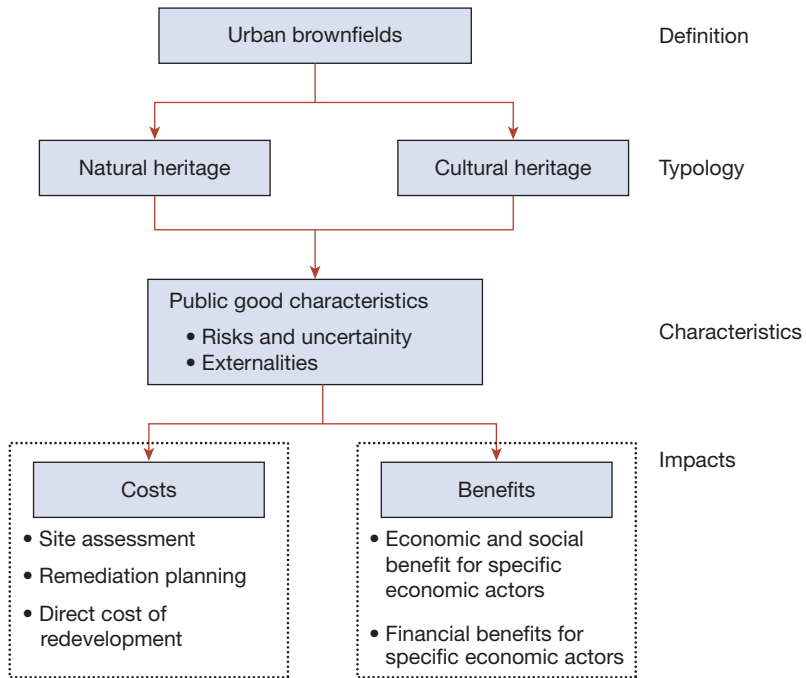 Urban brownfields
Definition
Natural heritage
Cultural heritage
Typology
Public good characteristics
• Risks and uncertainity
• Externalities
Characteristics
Impacts
Costs
• Site assessment
• Remediation planning
• Direct cost of
redevelopment
Benefits
• Economic and social
benefit for specific
economic actors
• Financial benefits for
specific economic actors